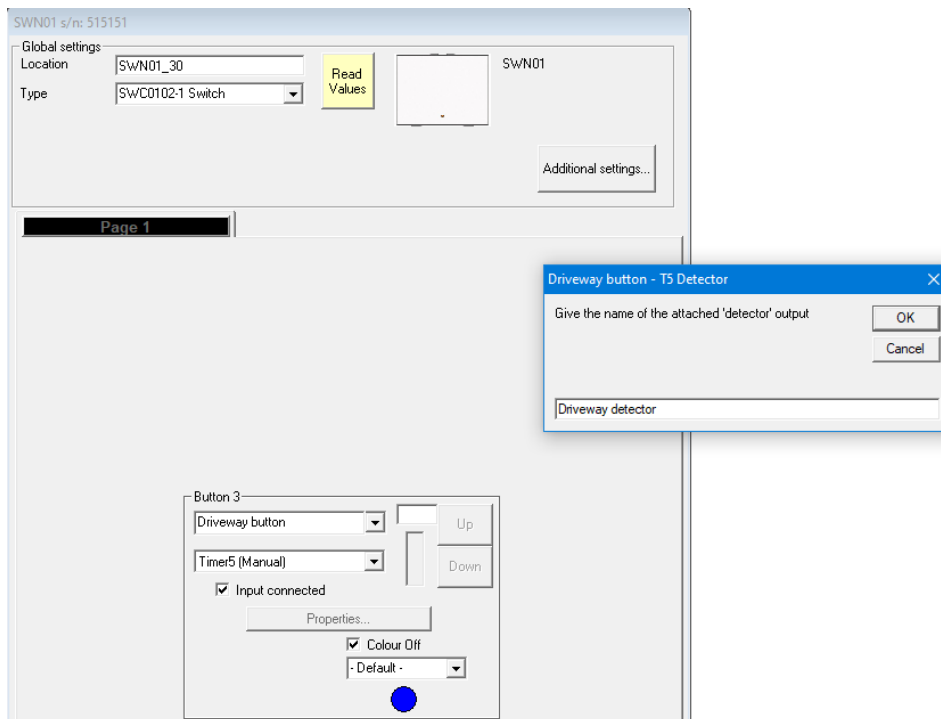 SWN01 s/n: 515151
Global settings
Location
SWN01_30
Read
Values
SWN01
Type
SWC0102-1 Switch
Additional settings...
Page 1
Driveway button - T5 Detector
Give the name of the attached 'detector' output
OK
Cancel
Driveway detector
Button 3
Driveway button
Up
Timer5 (Manual)
Down
Input connected
Properties...
Colour Off
- Default -